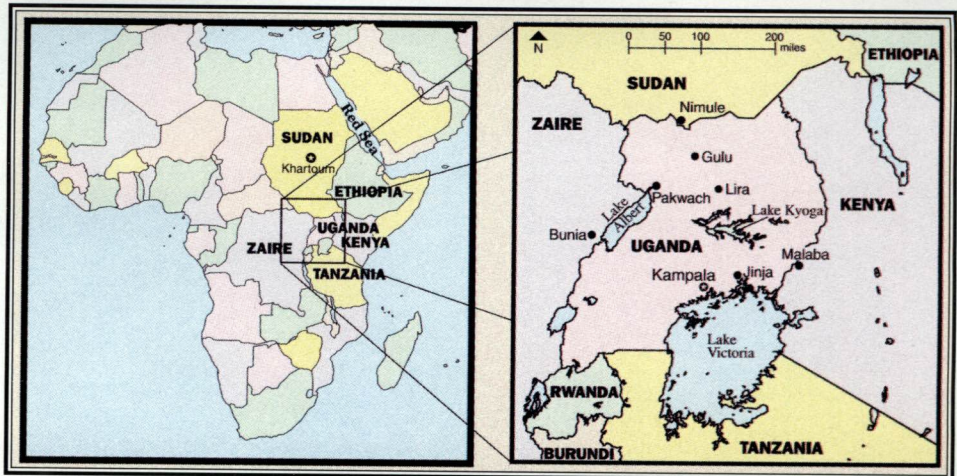 Red Sea
SUDAN
Khartoum
ETHIOPIA
UGANDA
KENYA
ZAIRE
TANZANIA
N
0 50 100 200
miles
ETHIOPIA
SUDAN
Nimule
ZAIRE
Gulu
Pakwach
Lira
KENYA
Lake
Albert
Lake Kyoga
Bunia
UGANDA
Malaba
Kampala
Jinja
Lake
Victoria
RWANDA
TANZANIA
BURUNDI